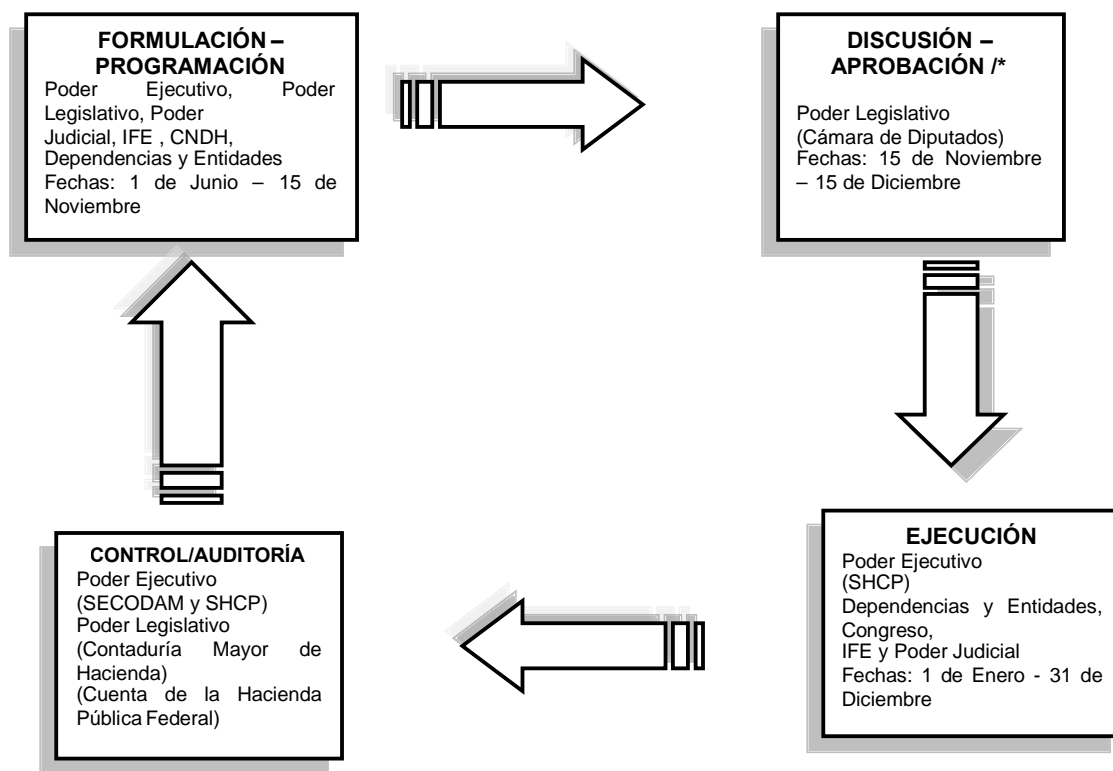 FORMULACIÓN –
PROGRAMACIÓN
Poder Ejecutivo, Poder
Legislativo, Poder
Judicial, IFE , CNDH,
Dependencias y Entidades
Fechas: 1 de Junio – 15 de
Noviembre
DISCUSIÓN –
APROBACIÓN /*
Poder Legislativo
(Cámara de Diputados)
Fechas: 15 de Noviembre
– 15 de Diciembre
EJECUCIÓN
Poder Ejecutivo
(SHCP)
Dependencias y Entidades,
Congreso,
IFE y Poder Judicial
Fechas: 1 de Enero - 31 de
Diciembre
CONTROL/AUDITORÍA
Poder Ejecutivo
(SECODAM y SHCP)
Poder Legislativo
(Contaduría Mayor de
Hacienda)
(Cuenta de la Hacienda
Pública Federal)